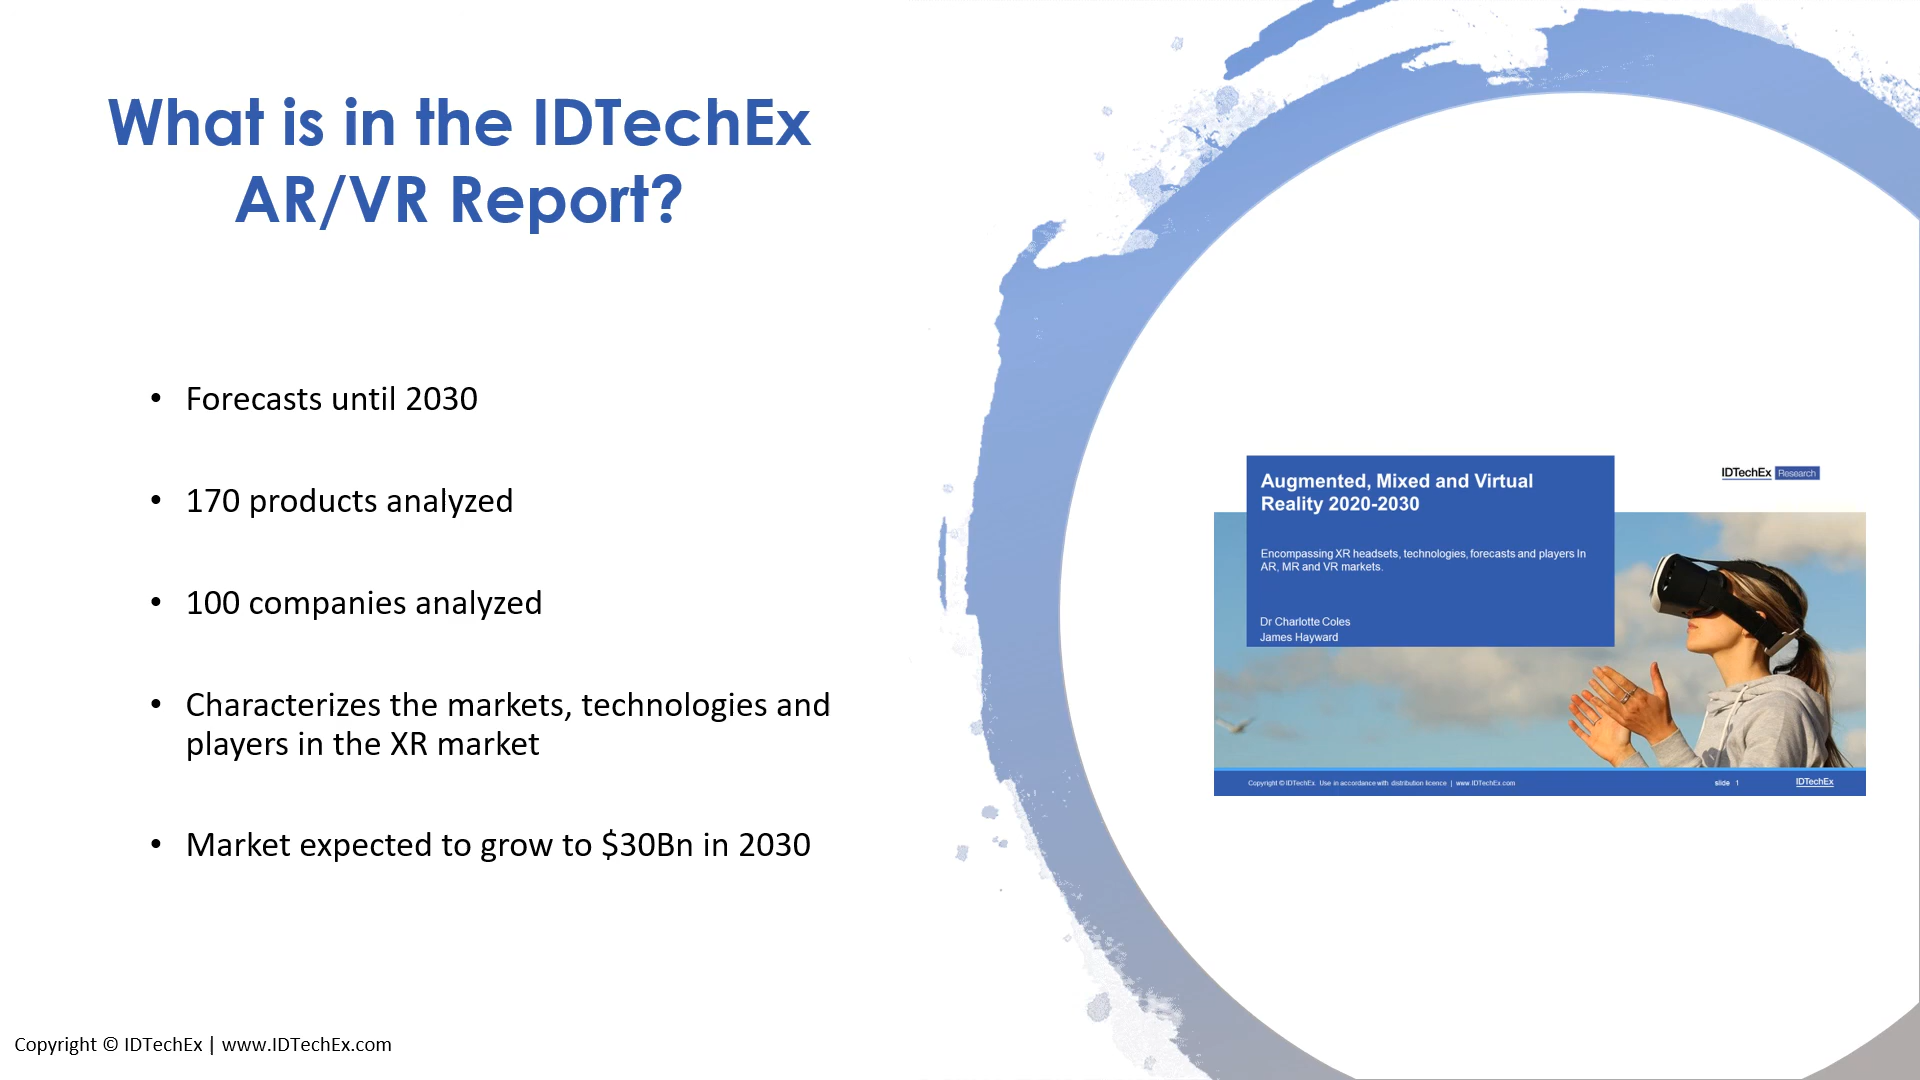 What is in the IDTechEx
AR/VR Report?
• Forecasts until 2030
• 170 products analyzed
• 100 companies analyzed
• Characterizes the markets, technologies and
players in the XR market
• Market expected to grow to $30Bn in 2030
Augmented, Mixed and Virtual
Reality 2020-2030
IDTechEx Research
Encompassing XR headsets, technologies, forecasts and players In
AR, MR and VR markets.
Dr Charlotte Coles
James Hayward
Copyright © IDTechEx. Use in accordance with distribution licence | www.IDTechEx.com
slide 1
IDTechEx
Copyright © IDTechEx | www.IDTechEx.com